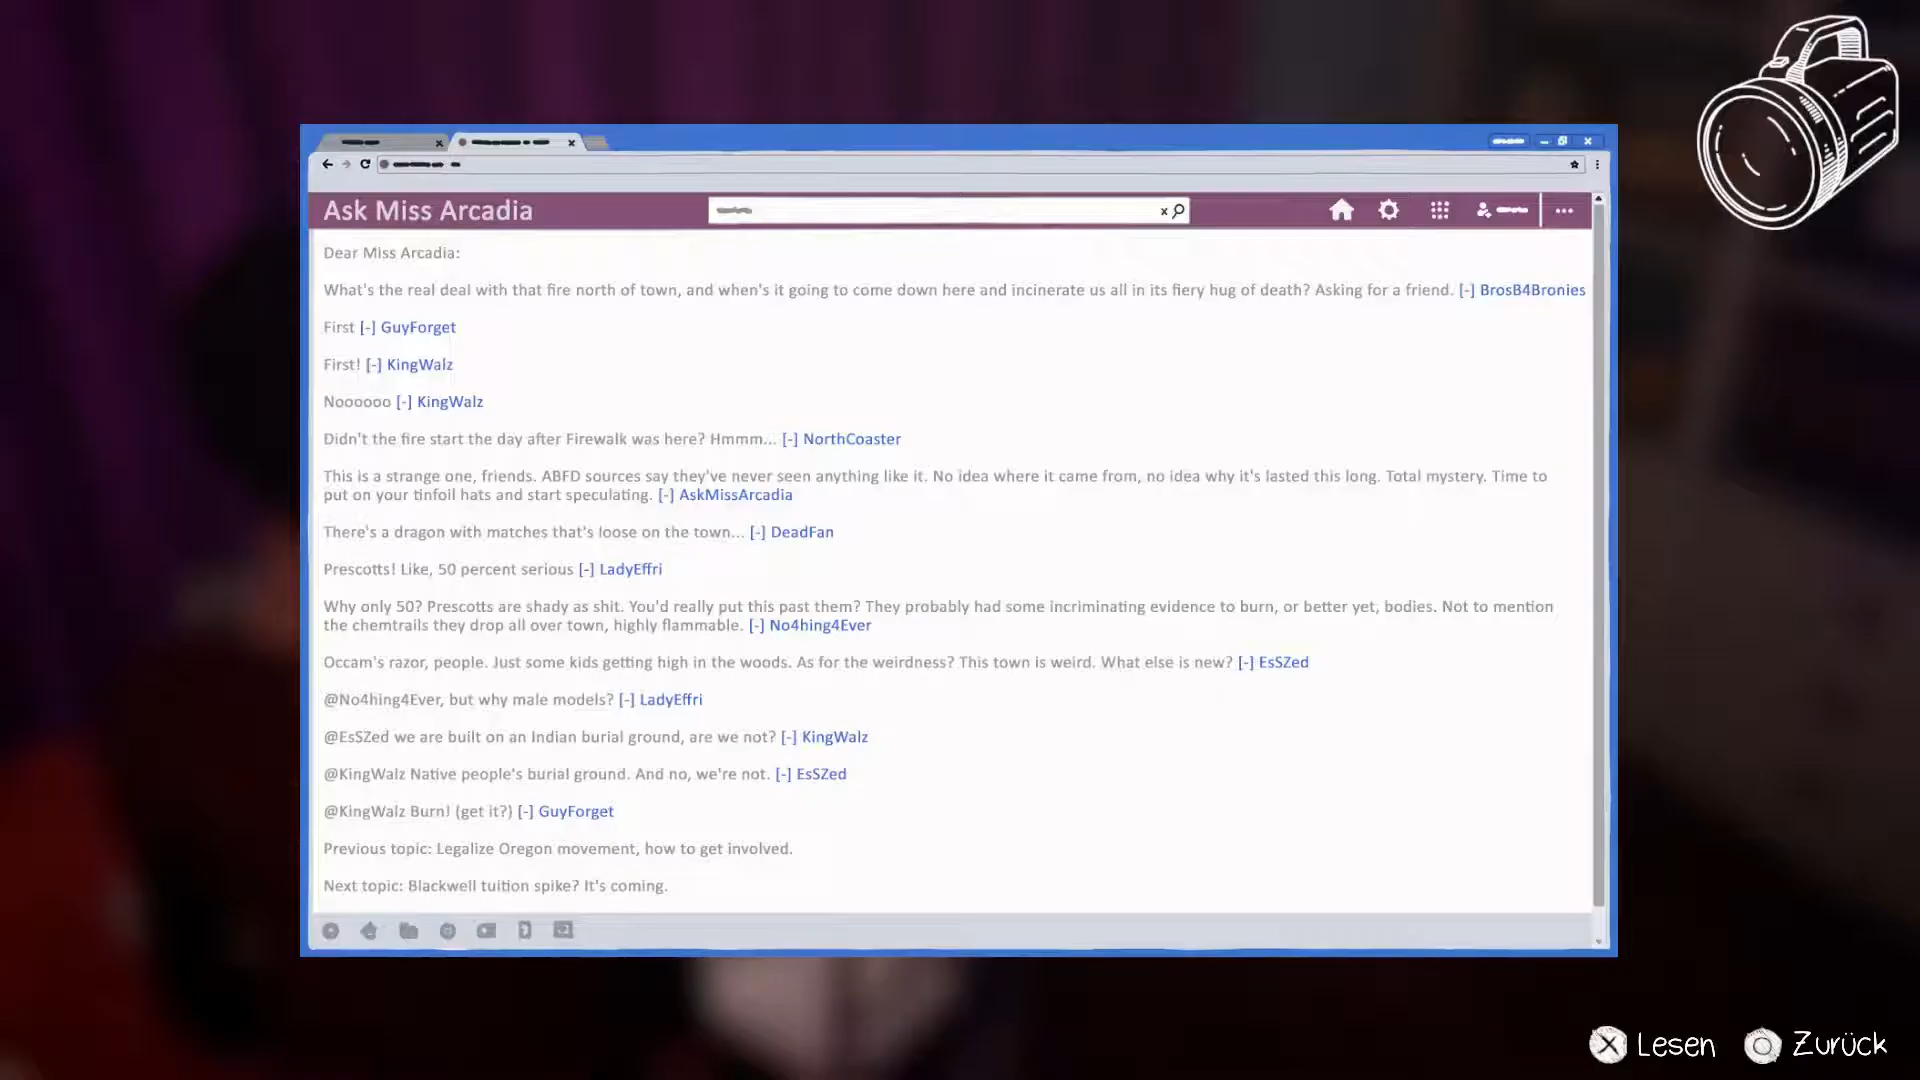 Ask Miss Arcadia
Dear Miss Arcadia:
What's the real deal with that fire north of town, and when's it going to come down here and incinerate us all in its fiery hug of death? Asking for a friend. [-] BrosB4Bronies
First [-] GuyForget
First! [-] KingWalz
Noooooo [-] KingWalz
Didn't the fire start the day after Firewalk was here? Hmmm... [-] NorthCoaster
This is a strange one, friends. ABFD sources say they've never seen anything like it. No idea where it came from, no idea why it's lasted this long. Total mystery. Time to
put on your tinfoil hats and start speculating. [-] AskMissArcadia
There's a dragon with matches that's loose on the town... [-] DeadFan
Prescotts! Like, 50 percent serious [-] LadyEffri
Why only 50? Prescotts are shady as shit. You'd really put this past them? They probably had some incriminating evidence to burn, or better yet, bodies. Not to mention
the chemtrails they drop all over town, highly flammable. [-] No4hing4Ever
Occam's razor, people. Just some kids getting high in the woods. As for the weirdness? This town is weird. What else is new? [-] EsSZed
@No4hing4Ever, but why male models? [-] LadyEffri
@EsSZed we are built on an Indian burial ground, are we not? [-] KingWalz
@KingWalz Native people's burial ground. And no, we're not. [-] EsSZed
@KingWalz Burn! (get it?) [-] GuyForget
Previous topic: Legalize Oregon movement, how to get involved.
Next topic: Blackwell tuition spike? It's coming.
Lesen Zurück